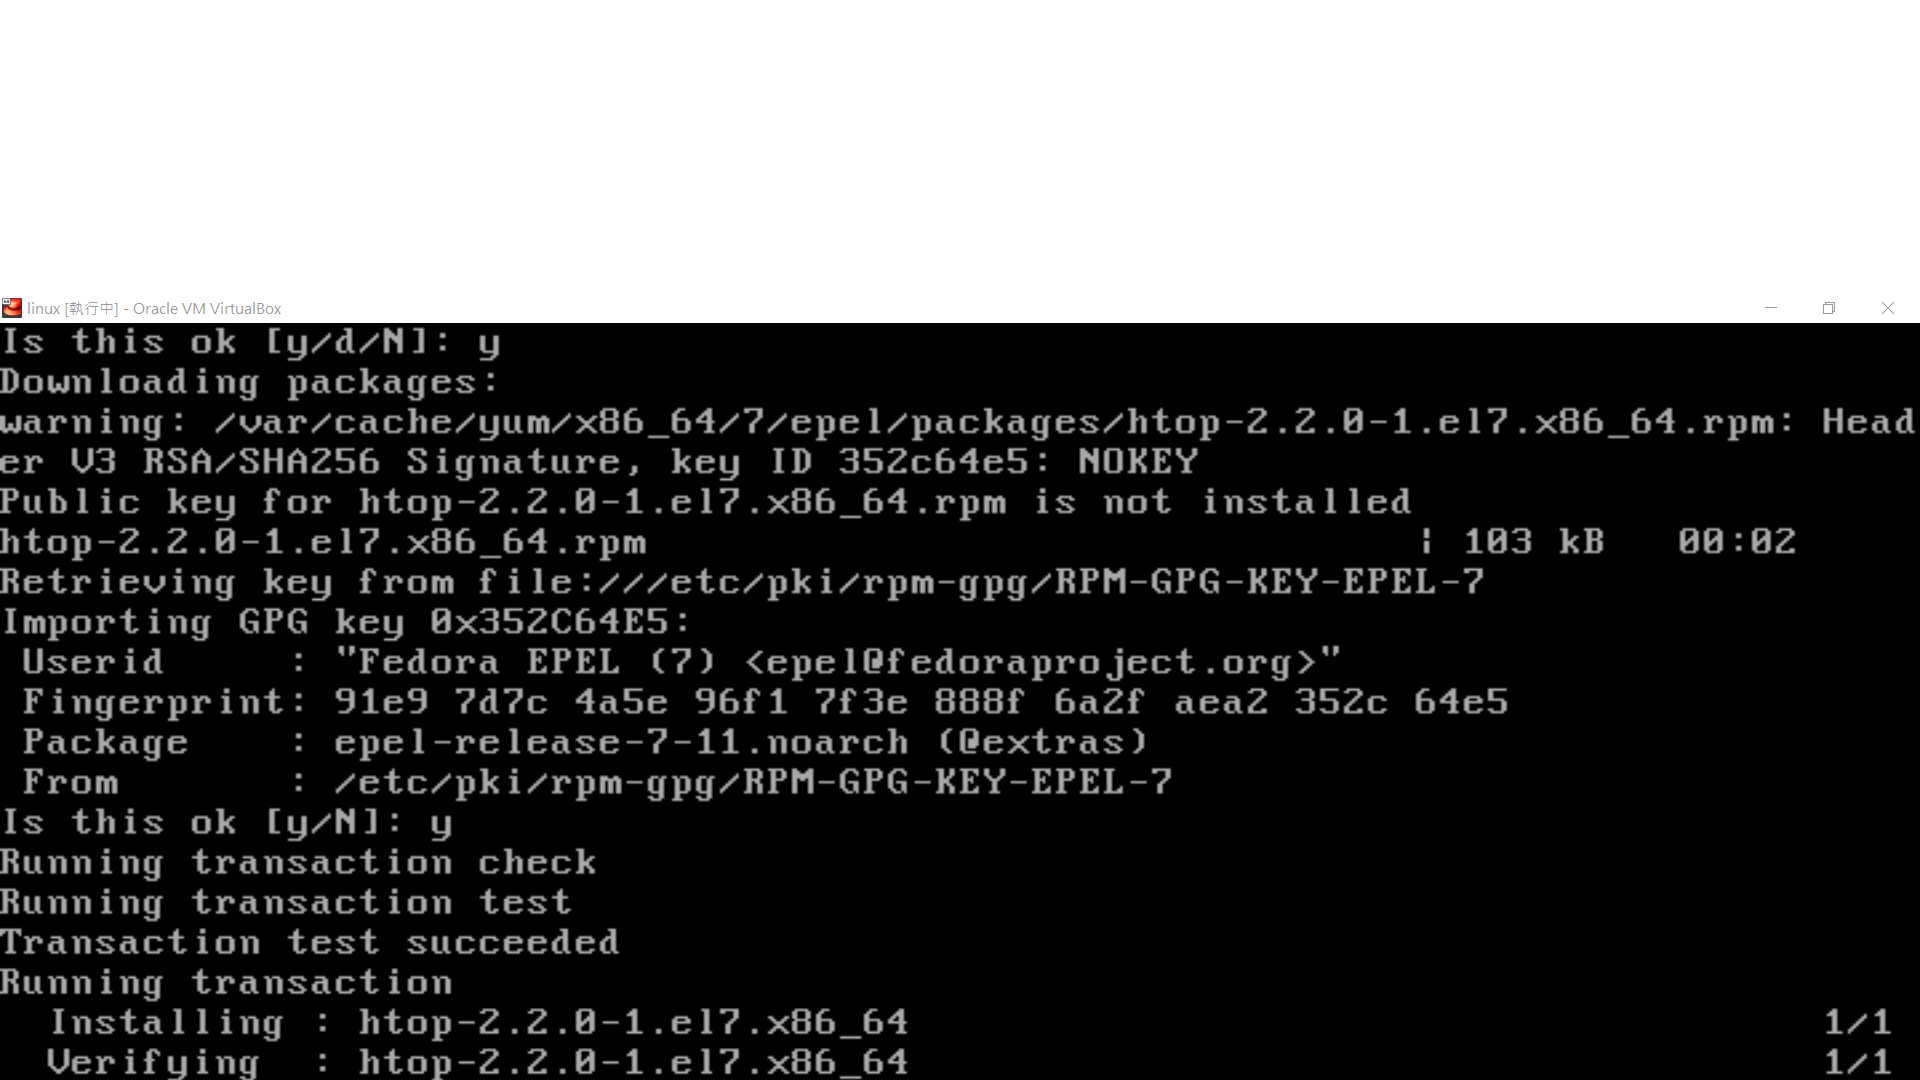 linux [執行中] - Oracle VM VirtualBox
Is this ok [y/d/N]: y
Downloading packages:
warning: /var/cache/yum/x86_64/7/epel/packages/htop-2.2.0-1.el7.x86_64.rpm: Head
er V3 RSA/SHA256 Signature, key ID 352c64e5: NOKEY
Public key for htop-2.2.0-1.el7.x86_64.rpm is not installed
htop-2.2.0-1.el7.x86_64.rpm | 103 kB 00:02
Retrieving key from file:///etc/pki/rpm-gpg/RPM-GPG-KEY-EPEL-7
Importing GPG key 0x352C64E5:
Userid : "Fedora EPEL (7) <epel@fedoraproject.org>"
Fingerprint: 91e9 7d7c 4a5e 96f1 7f3e 888f 6a2f aea2 352c 64e5
Package : epel-release-7-11.noarch (@extras)
From : /etc/pki/rpm-gpg/RPM-GPG-KEY-EPEL-7
Is this ok [y/N]: y
Running transaction check
Running transaction test
Transaction test succeeded
Running transaction
Installing : htop-2.2.0-1.el7.x86_64 1/1
Verifying : htop-2.2.0-1.el7.x86_64 1/1